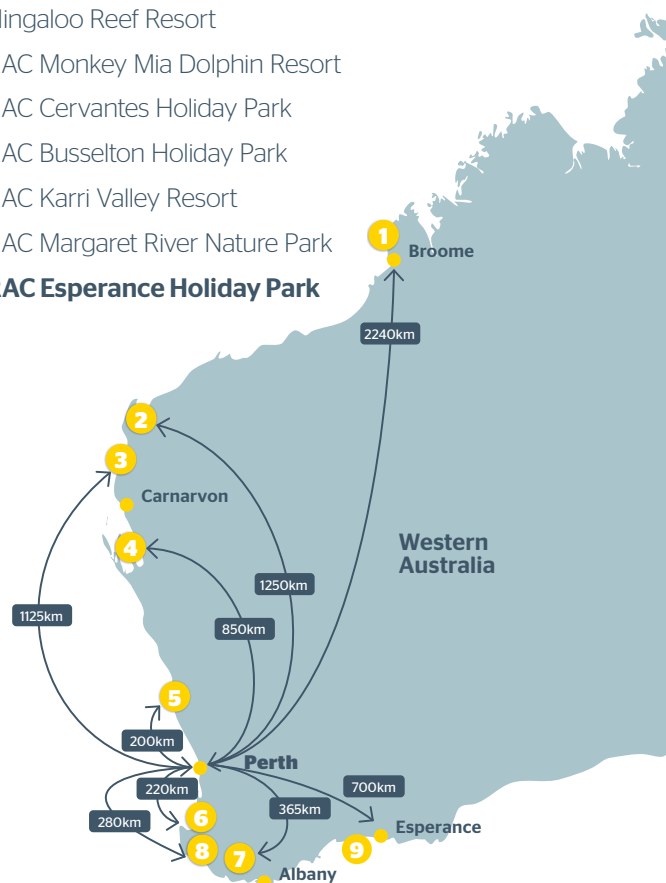 ingaloo Reef Resort
AC Monkey Mia Dolphin Resort
AC Cervantes Holiday Park
AC Busselton Holiday Park
AC Karri Valley Resort
AC Margaret River Nature Park
AC Esperance Holiday Park
1
Broome
2240km
2
3
Carnarvon
4
Western
Australia
1250km
1125km
850km
5
200km
Perth
700km
220km
365km
280km
6
Esperance
8
7
9
Albany